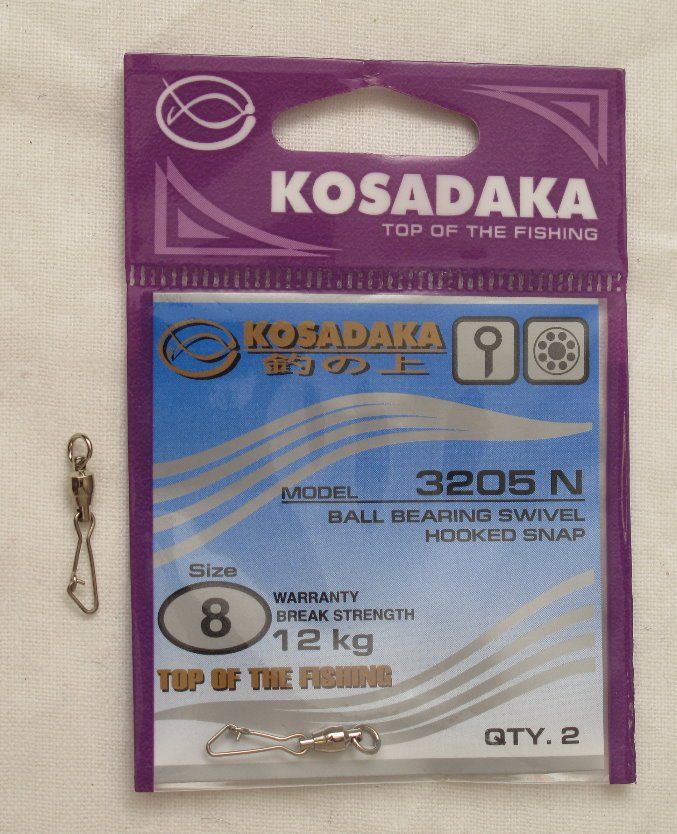 KOSADAKA
TOP OF THE FISHING
KOSADAKA
釣の上
MODEL 3205 N
BALL BEARING SWIVEL
HOOKED SNAP
Size
8
WARRANTY
BREAK STRENGTH
12 kg
TOP OF THE FISHING
QTY. 2